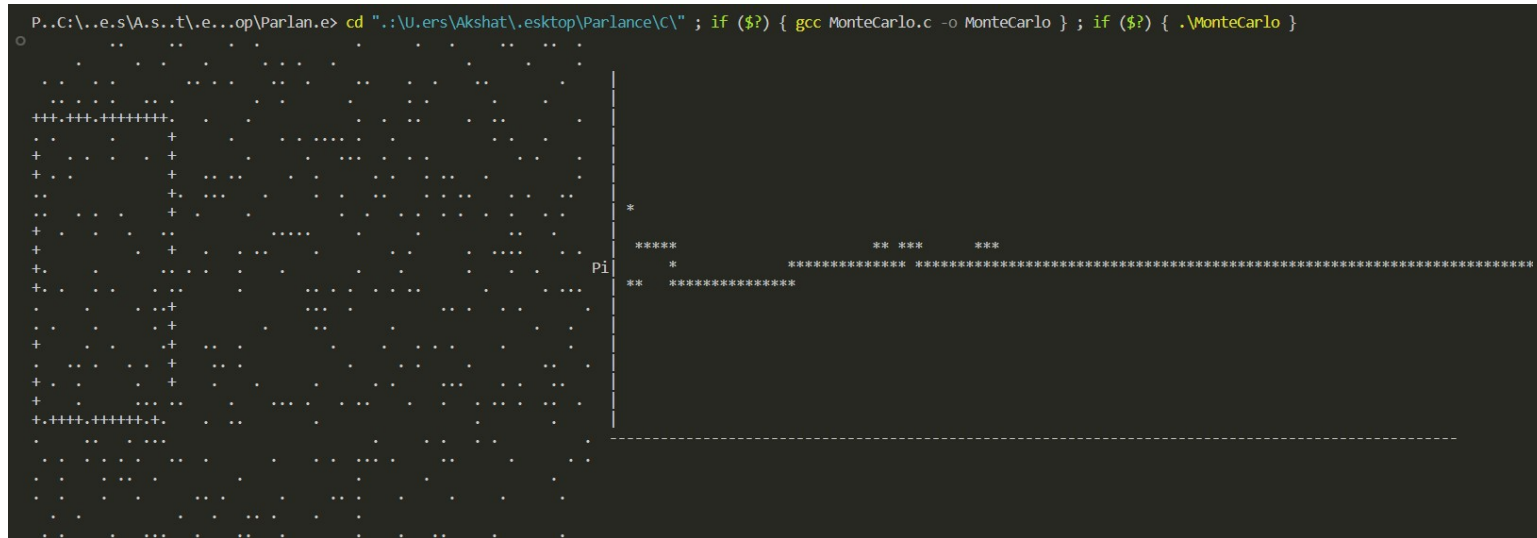 P..C:\..e.s\A.s..t\.e...op\Parlan.e> cd ".:\U.ers\Akshat\.esktop\Parlance\C\" ; if ($?) { gcc MonteCarlo.c -o MonteCarlo } ; if ($?) { .\MonteCarlo }
Pi